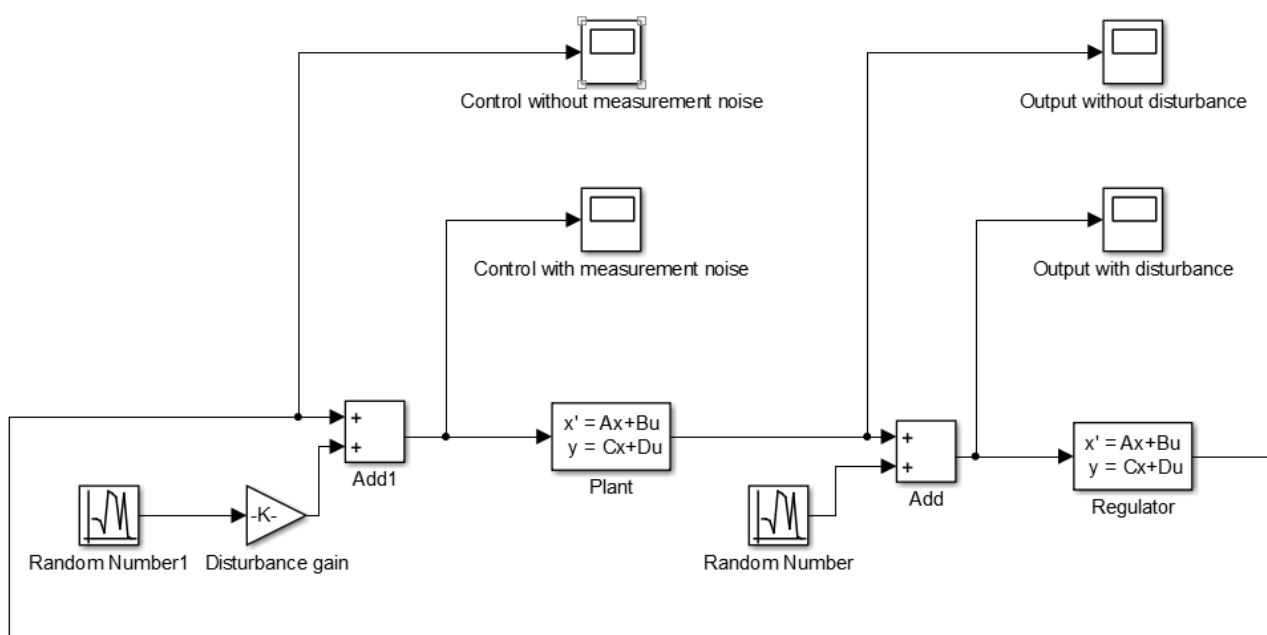 Control without measurement noise
Output without disturbance
Control with measurement noise
Output with disturbance
+
+
Add1
x' = Ax+Bu
y = Cx+Du
Plant
+
+
Add
x' = Ax+Bu
y = Cx+Du
Regulator
-K-
Random Number1
Disturbance gain
Random Number